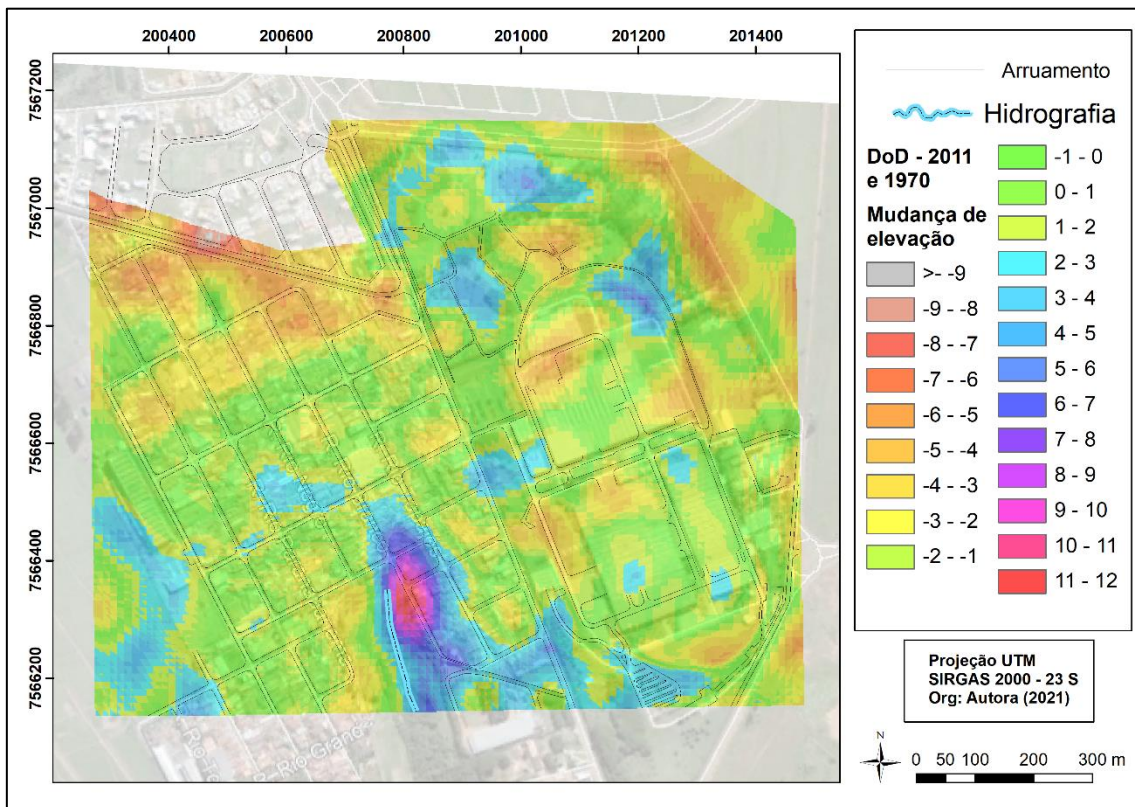 200400 200600 200800 201000 201200 201400
7567200
7567000
7566800
7566600
7566400
7566200
Arruamento
Hidrografia
DoD - 2011
e 1970
Mudança de
elevação
>- -9
-9 - -8
-8 - -7
-7 - -6
-6 - -5
-5 - -4
-4 - -3
-3 - -2
-2 - -1
-1 - 0
0 - 1
1 - 2
2 - 3
3 - 4
4 - 5
5 - 6
6 - 7
7 - 8
8 - 9
9 - 10
10 - 11
11 - 12
Projeção UTM
SIRGAS 2000 - 23 S
Org: Autora (2021)
N
0 50 100 200 300 m